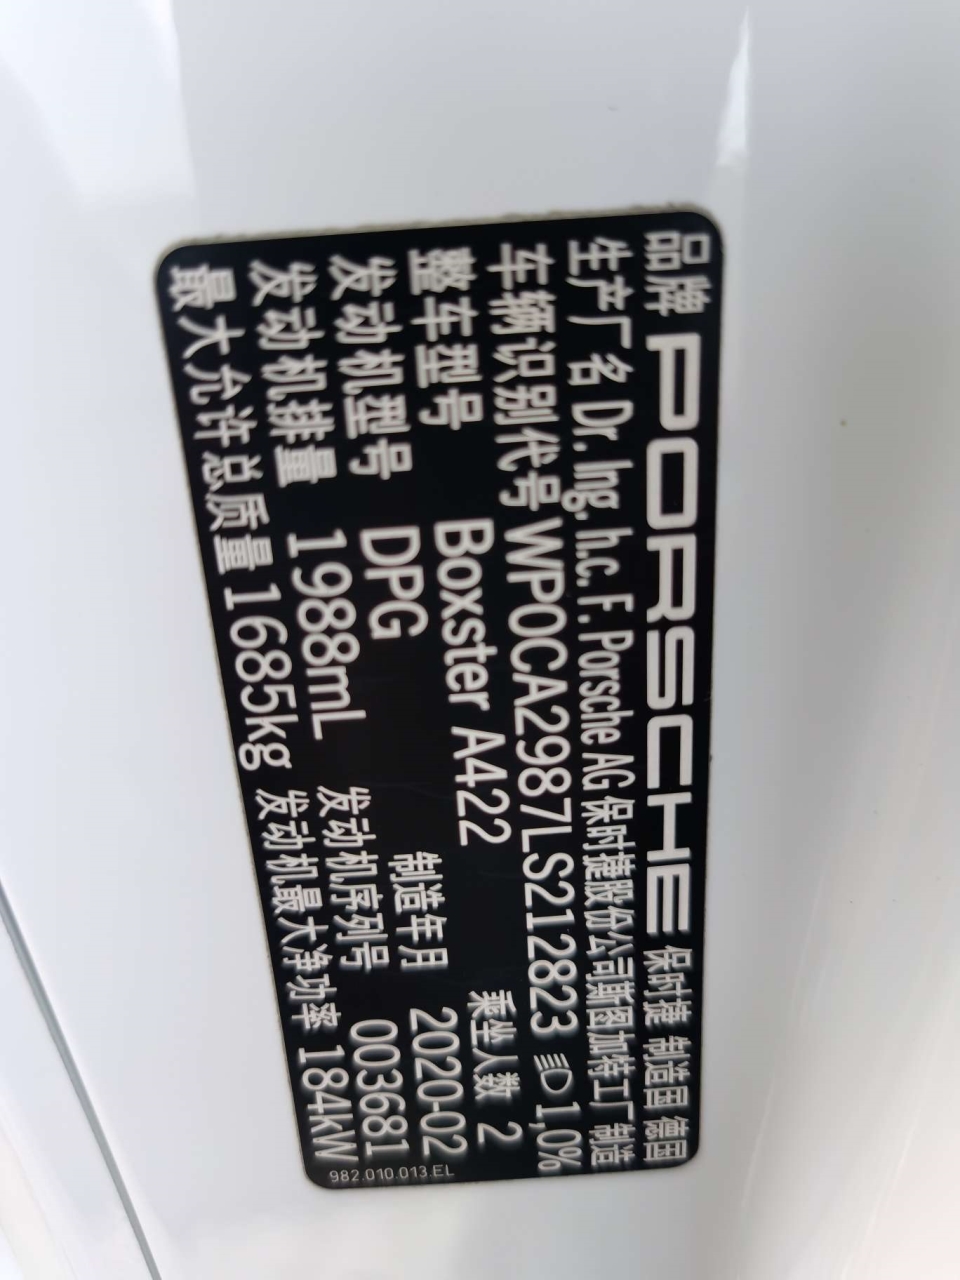 品牌 PORSCHE 保时捷 制造国 德国
生产厂名 Dr. Ing. h.c. F. Porsche AG 保时捷股份公司斯图加特工厂制造
车辆识别代号 WP0CA2987LS212823 1,0%
整车型号 Boxster A422 乘坐人数 2
发动机型号 DPG 制造年月 2020-02
发动机排量 1988mL 发动机序列号 003681
最大允许总质量 1685kg 发动机最大净功率 184kW
982.010.013.EL